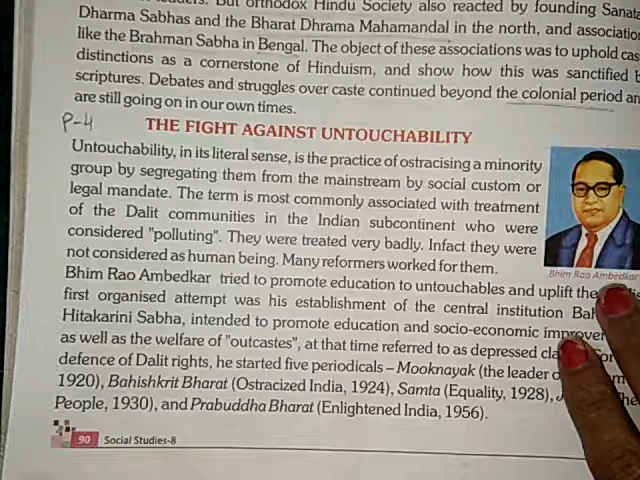 But orthodox Hindu Society also reacted by founding Sanata
Dharma Sabhas and the Bharat Dhrama Mahamandal in the north, and association
like the Brahman Sabha in Bengal. The object of these associations was to uphold cas
distinctions as a cornerstone of Hinduism, and show how this was sanctified b
scriptures. Debates and struggles over caste continued beyond the colonial period an
are still going on in our own times.
P-4
THE FIGHT AGAINST UNTOUCHABILITY
Untouchability, in its literal sense, is the practice of ostracising a minority
group by segregating them from the mainstream by social custom or
legal mandate. The term is most commonly associated with treatment
of the Dalit communities in the Indian subcontinent who were
considered "polluting". They were treated very badly. Infact they were
not considered as human being. Many reformers worked for them.
Bhim Rao Ambedkar
Bhim Rao Ambedkar tried to promote education to untouchables and uplift
first organised attempt was his establishment of the central institution
Hitakarini Sabha, intended to promote education and socio-economic improve
as well as the welfare of "outcastes", at that time referred to as depressed
defence of Dalit rights, he started five periodicals – Mooknayak (the leader
1920), Bahishkrit Bharat (Ostracized India, 1924), Samta (Equality, 1928),
People, 1930), and Prabuddha Bharat (Enlightened India, 1956).
90 Social Studies-8